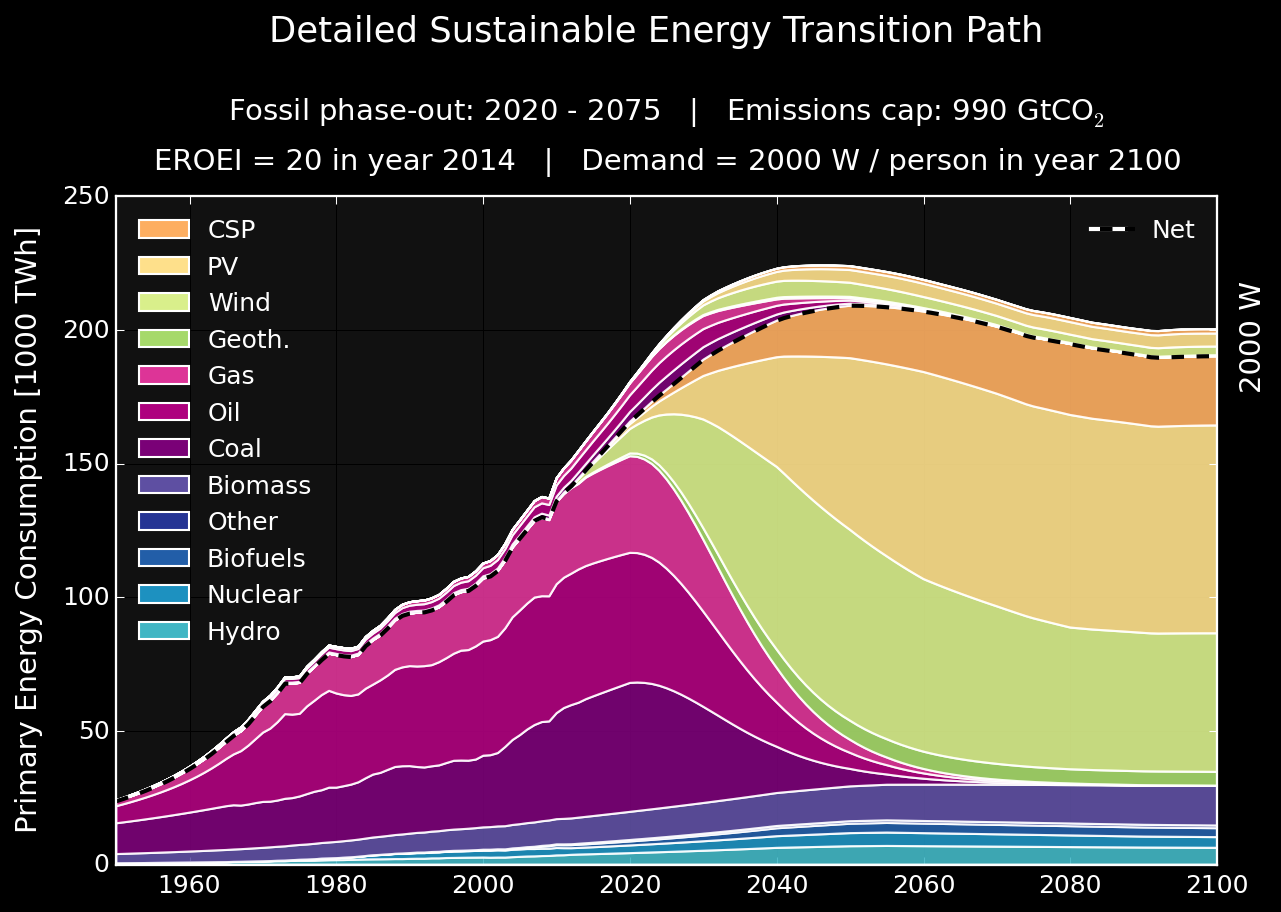 Detailed Sustainable Energy Transition Path
Fossil phase-out: 2020 - 2075 | Emissions cap: 990 GtCO₂
EROEI = 20 in year 2014 | Demand = 2000 W / person in year 2100
Primary Energy Consumption [1000 TWh]
250
200
150
100
50
0
CSP
PV
Wind
Geoth.
Gas
Oil
Coal
Biomass
Other
Biofuels
Nuclear
Hydro
Net
2000 W
1960 1980 2000 2020 2040 2060 2080 2100